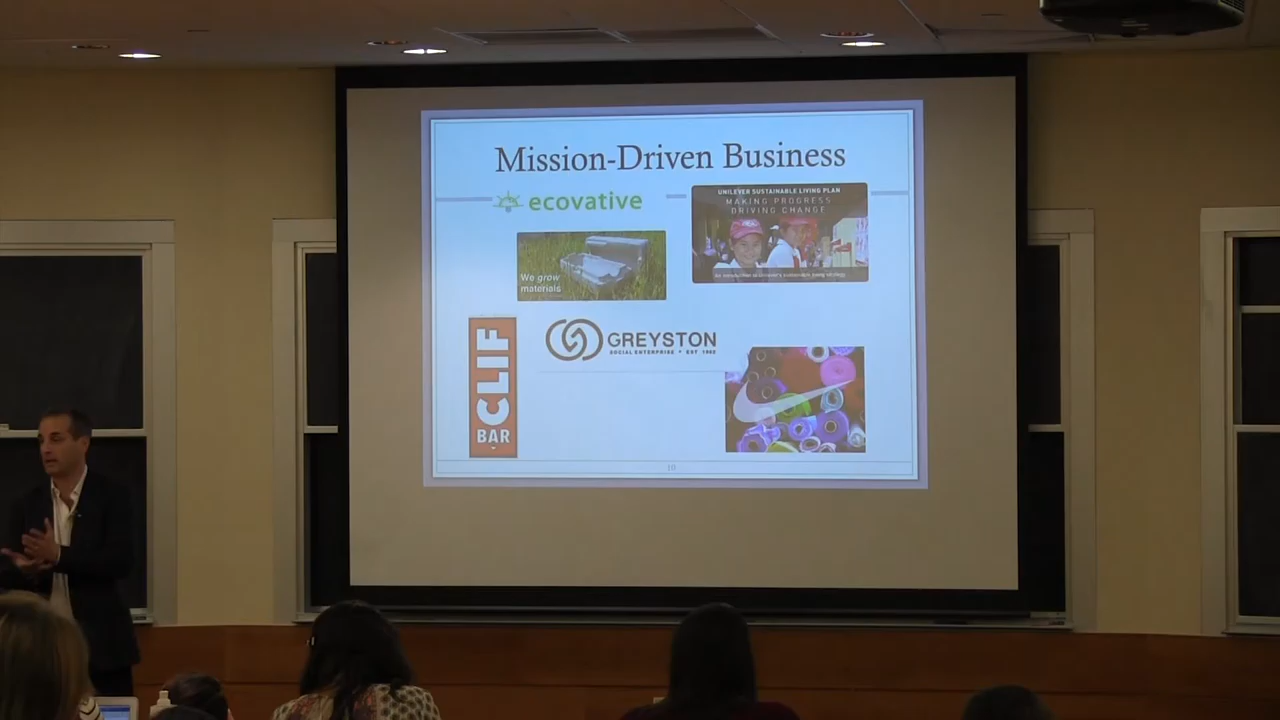 Mission-Driven Business
ecovative
UNILEVER SUSTAINABLE LIVING PLAN
MAKING PROGRESS
DRIVING CHANGE
We grow
materials
GREYSTON
SOCIAL ENTERPRISE • EST 1982
CLIF
BAR
10